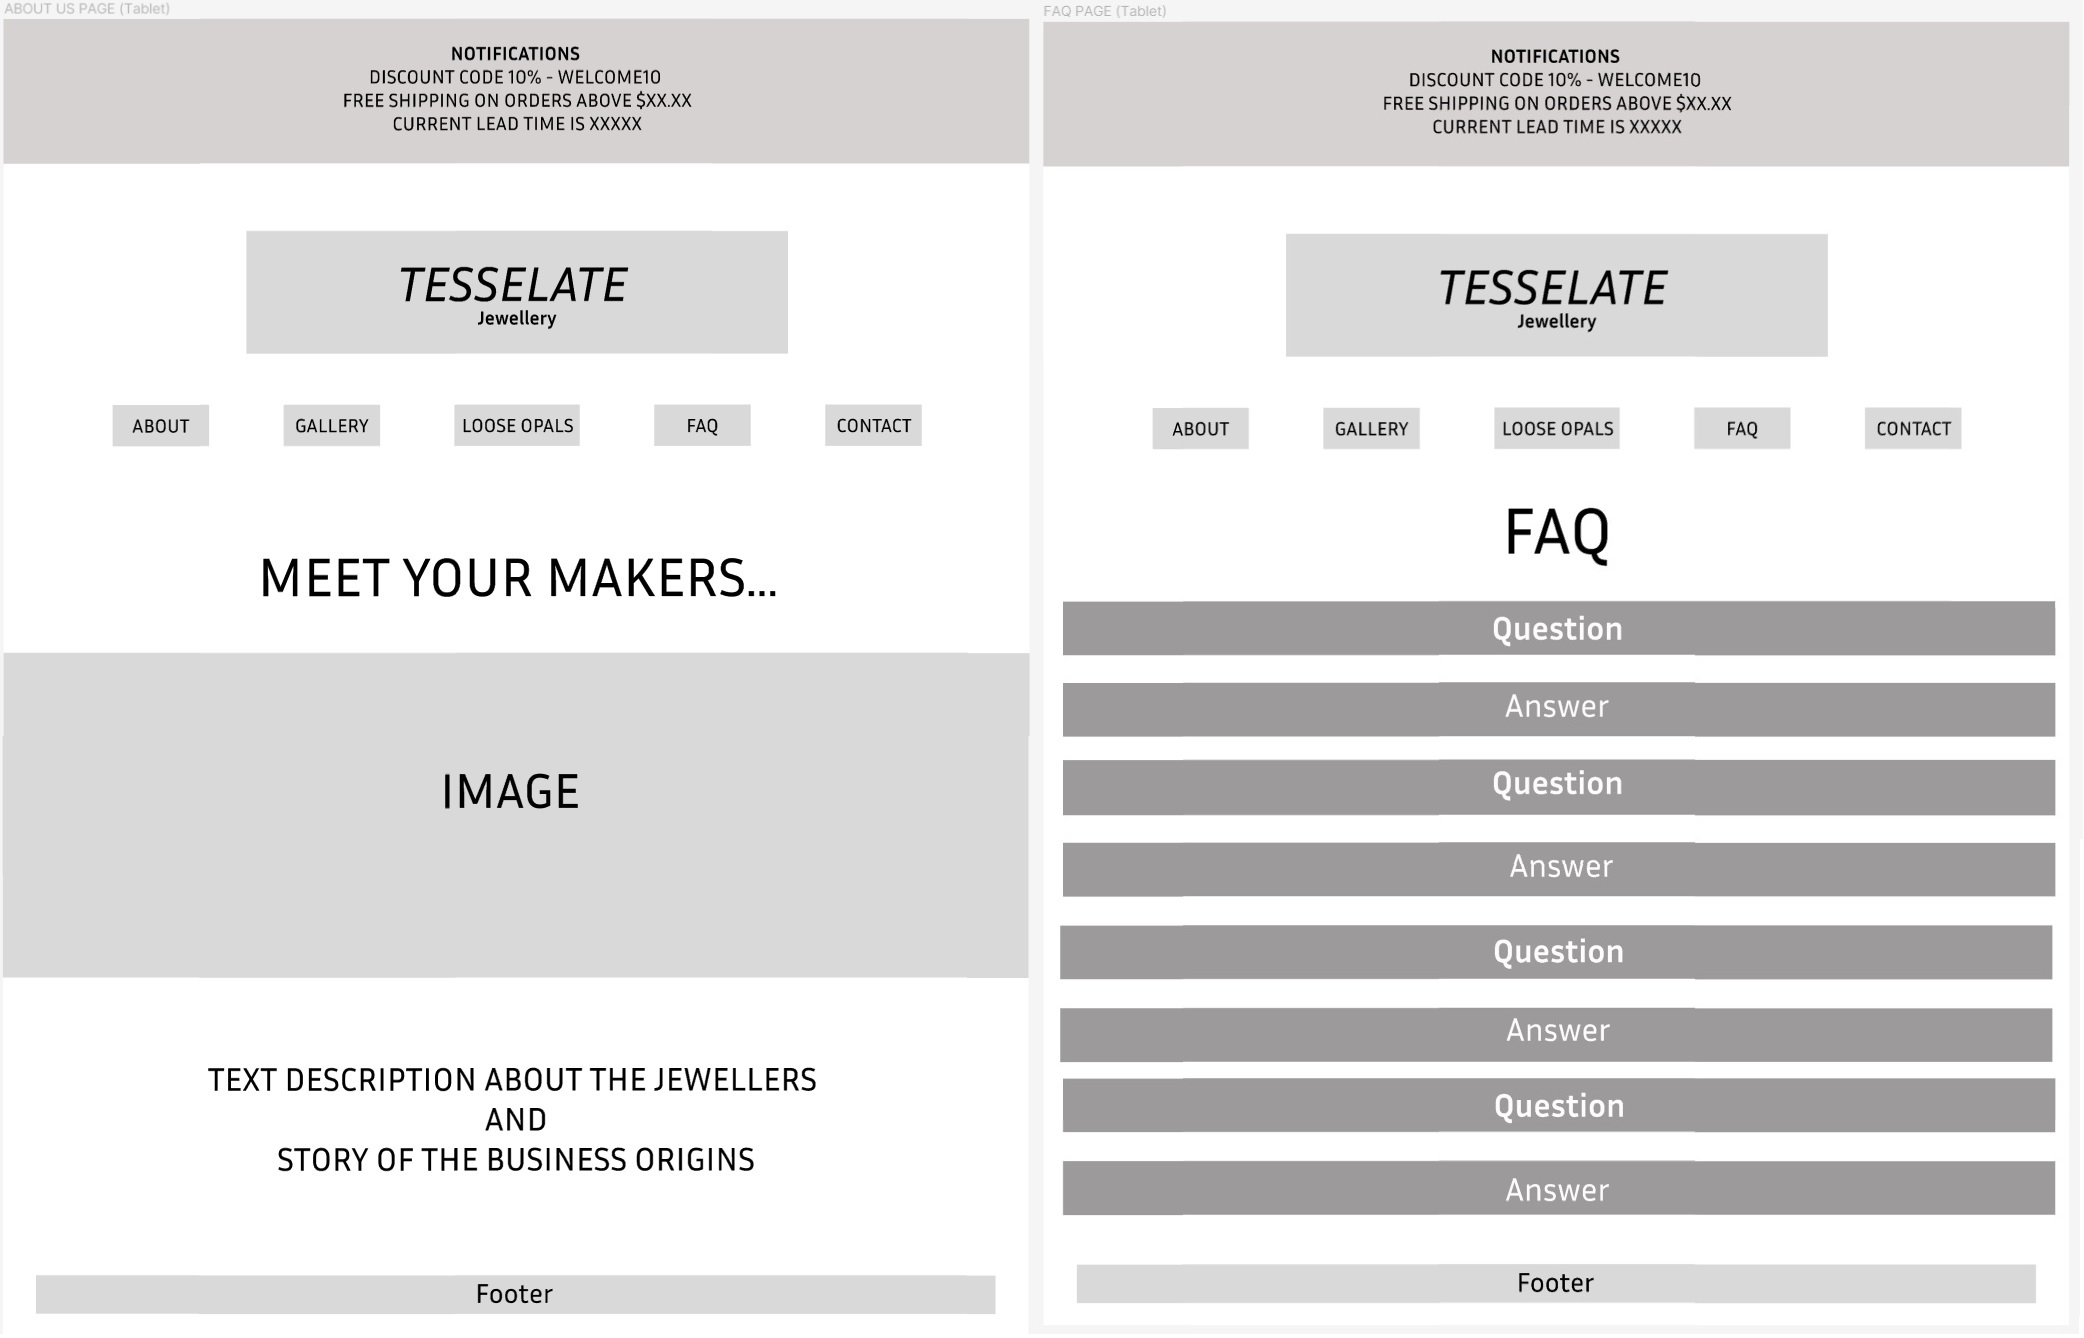 ABOUT US PAGE (Tablet)
NOTIFICATIONS
DISCOUNT CODE 10% - WELCOME10
FREE SHIPPING ON ORDERS ABOVE $XX.XX
CURRENT LEAD TIME IS XXXXX
TESSELATE
Jewellery
ABOUT
GALLERY
LOOSE OPALS
FAQ
CONTACT
MEET YOUR MAKERS...
IMAGE
TEXT DESCRIPTION ABOUT THE JEWELLERS
AND
STORY OF THE BUSINESS ORIGINS
Footer
FAQ PAGE (Tablet)
NOTIFICATIONS
DISCOUNT CODE 10% - WELCOME10
FREE SHIPPING ON ORDERS ABOVE $XX.XX
CURRENT LEAD TIME IS XXXXX
TESSELATE
Jewellery
ABOUT
GALLERY
LOOSE OPALS
FAQ
CONTACT
FAQ
Question
Answer
Question
Answer
Question
Answer
Question
Answer
Footer